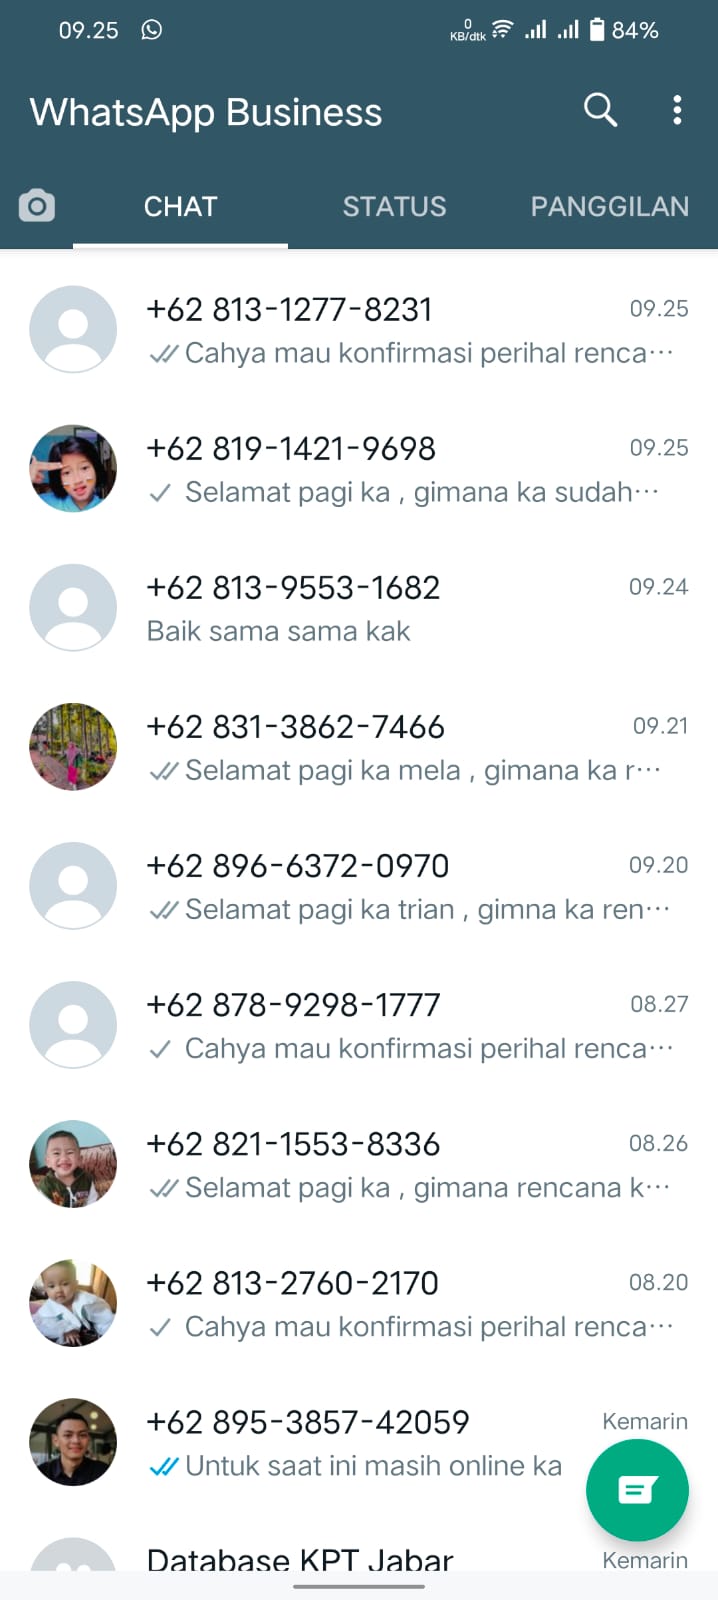 09.25
0
KB/dtk
84%
WhatsApp Business
CHAT STATUS PANGGILAN
+62 813-1277-8231 09.25
Cahya mau konfirmasi perihal renca···
+62 819-1421-9698 09.25
Selamat pagi ka , gimana ka sudah···
+62 813-9553-1682 09.24
Baik sama sama kak
+62 831-3862-7466 09.21
Selamat pagi ka mela , gimana ka r···
+62 896-6372-0970 09.20
Selamat pagi ka trian , gimna ka ren···
+62 878-9298-1777 08.27
Cahya mau konfirmasi perihal renca···
+62 821-1553-8336 08.26
Selamat pagi ka , gimana rencana k···
+62 813-2760-2170 08.20
Cahya mau konfirmasi perihal renca···
+62 895-3857-42059 Kemarin
Untuk saat ini masih online ka
Database KPT Jabar Kemarin